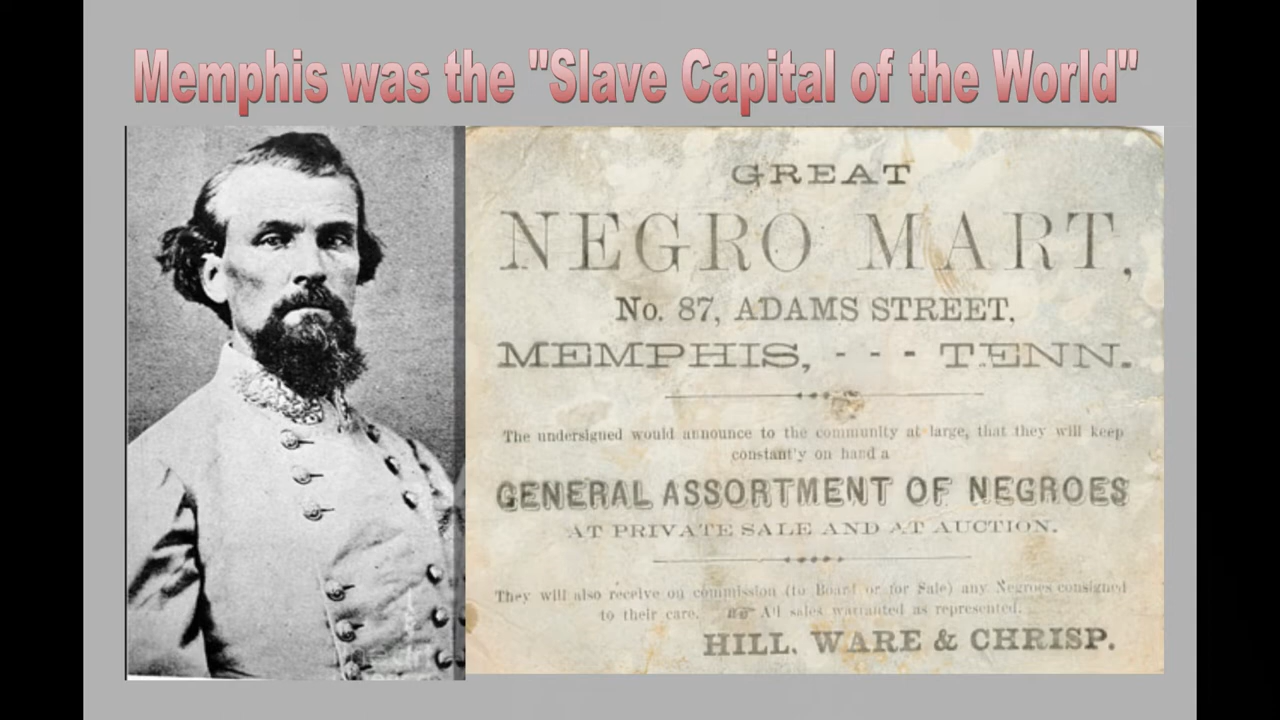 Memphis was the "Slave Capital of the World"
GREAT
NEGRO MART,
No. 87, ADAMS STREET,
MEMPHIS, - - - TENN.
The undersigned would announce to the community at large, that they will keep
constantly on hand a
GENERAL ASSORTMENT OF NEGROES
AT PRIVATE SALE AND AT AUCTION.
They will also receive on commission (to Board or for Sale) any Negroes consigned
to their care. All sales warranted as represented.
HILL, WARE & CHRISP.